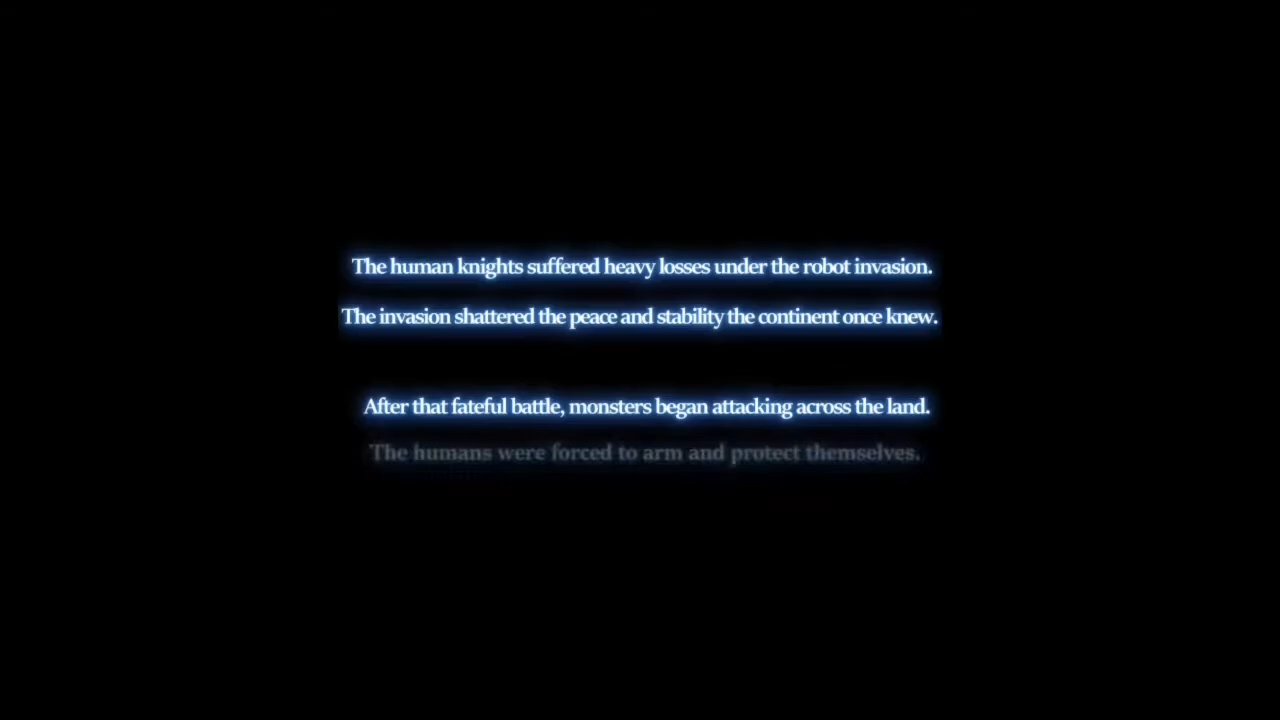 The human knights suffered heavy losses under the robot invasion.
The invasion shattered the peace and stability the continent once knew.
After that fateful battle, monsters began attacking across the land.
The humans were forced to arm and protect themselves.